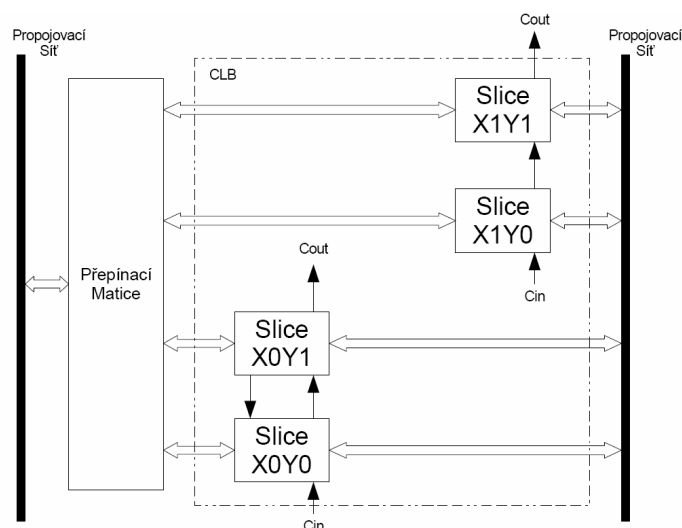 Propojovací
Síť
Propojovací
Síť
Cout
CLB
Slice
X1Y1
Slice
X1Y0
Přepínací
Matice
Cout
Cin
Slice
X0Y1
Slice
X0Y0
Cin